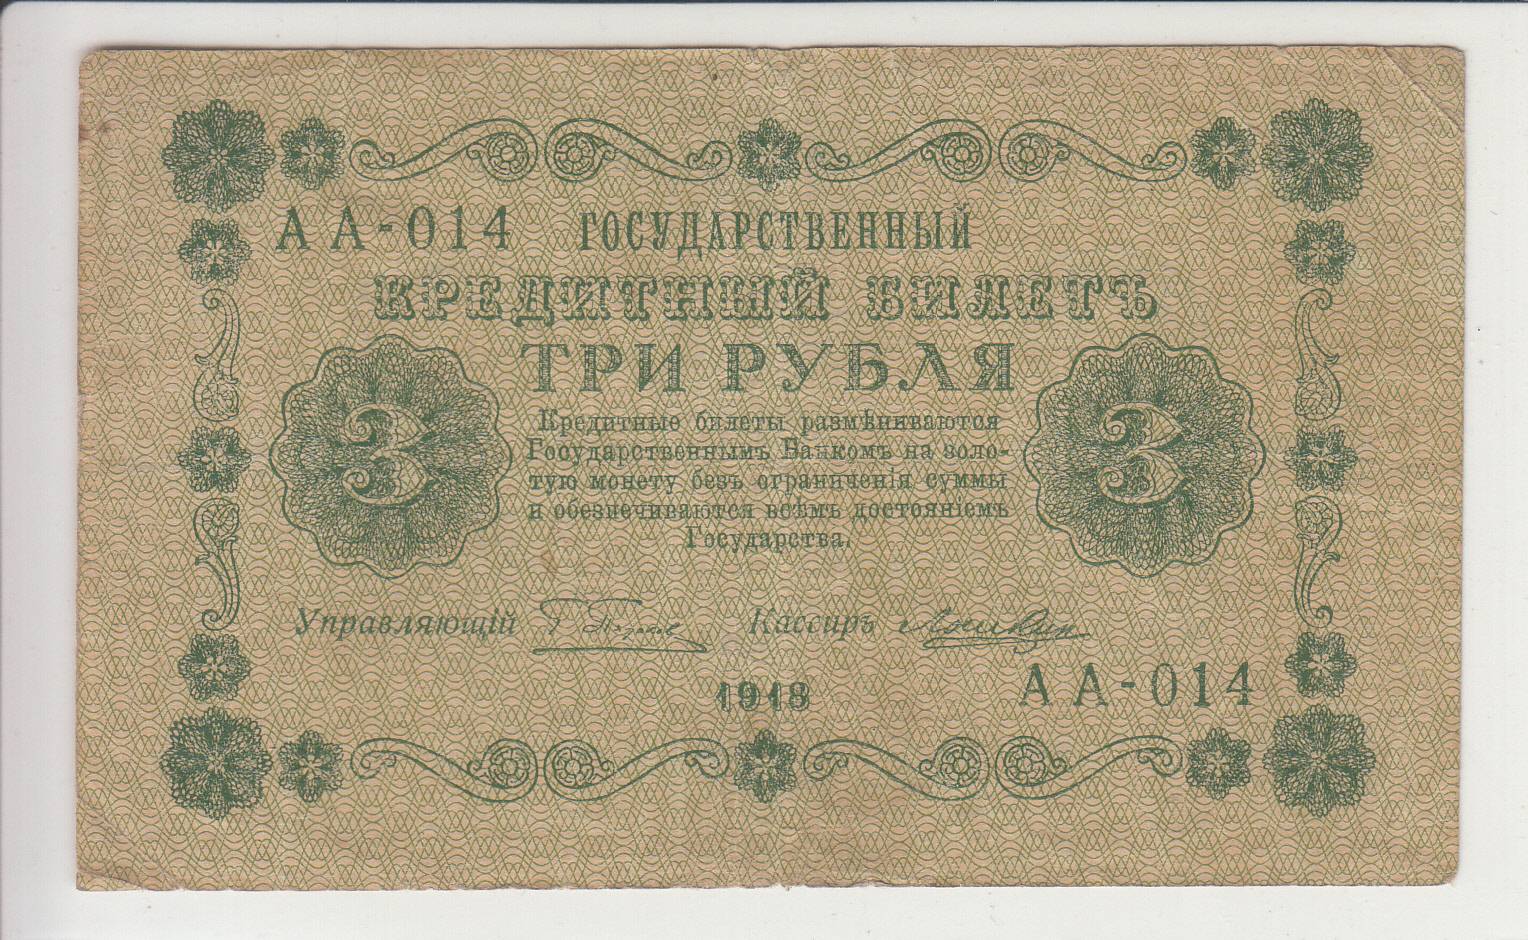 АА-014 ГОСУДАРСТВЕННЫЙ
КРЕДИТНЫЙ БИЛЕТЪ
ТРИ РУБЛЯ
3 3
Кредитные билеты размѣниваются
Государственнымъ Банкомъ на золо-
тую монету безъ ограниченія суммы
и обезпечиваются всѣмъ достояніемъ
Государства.
Управляющій Кассиръ
1918
АА-014